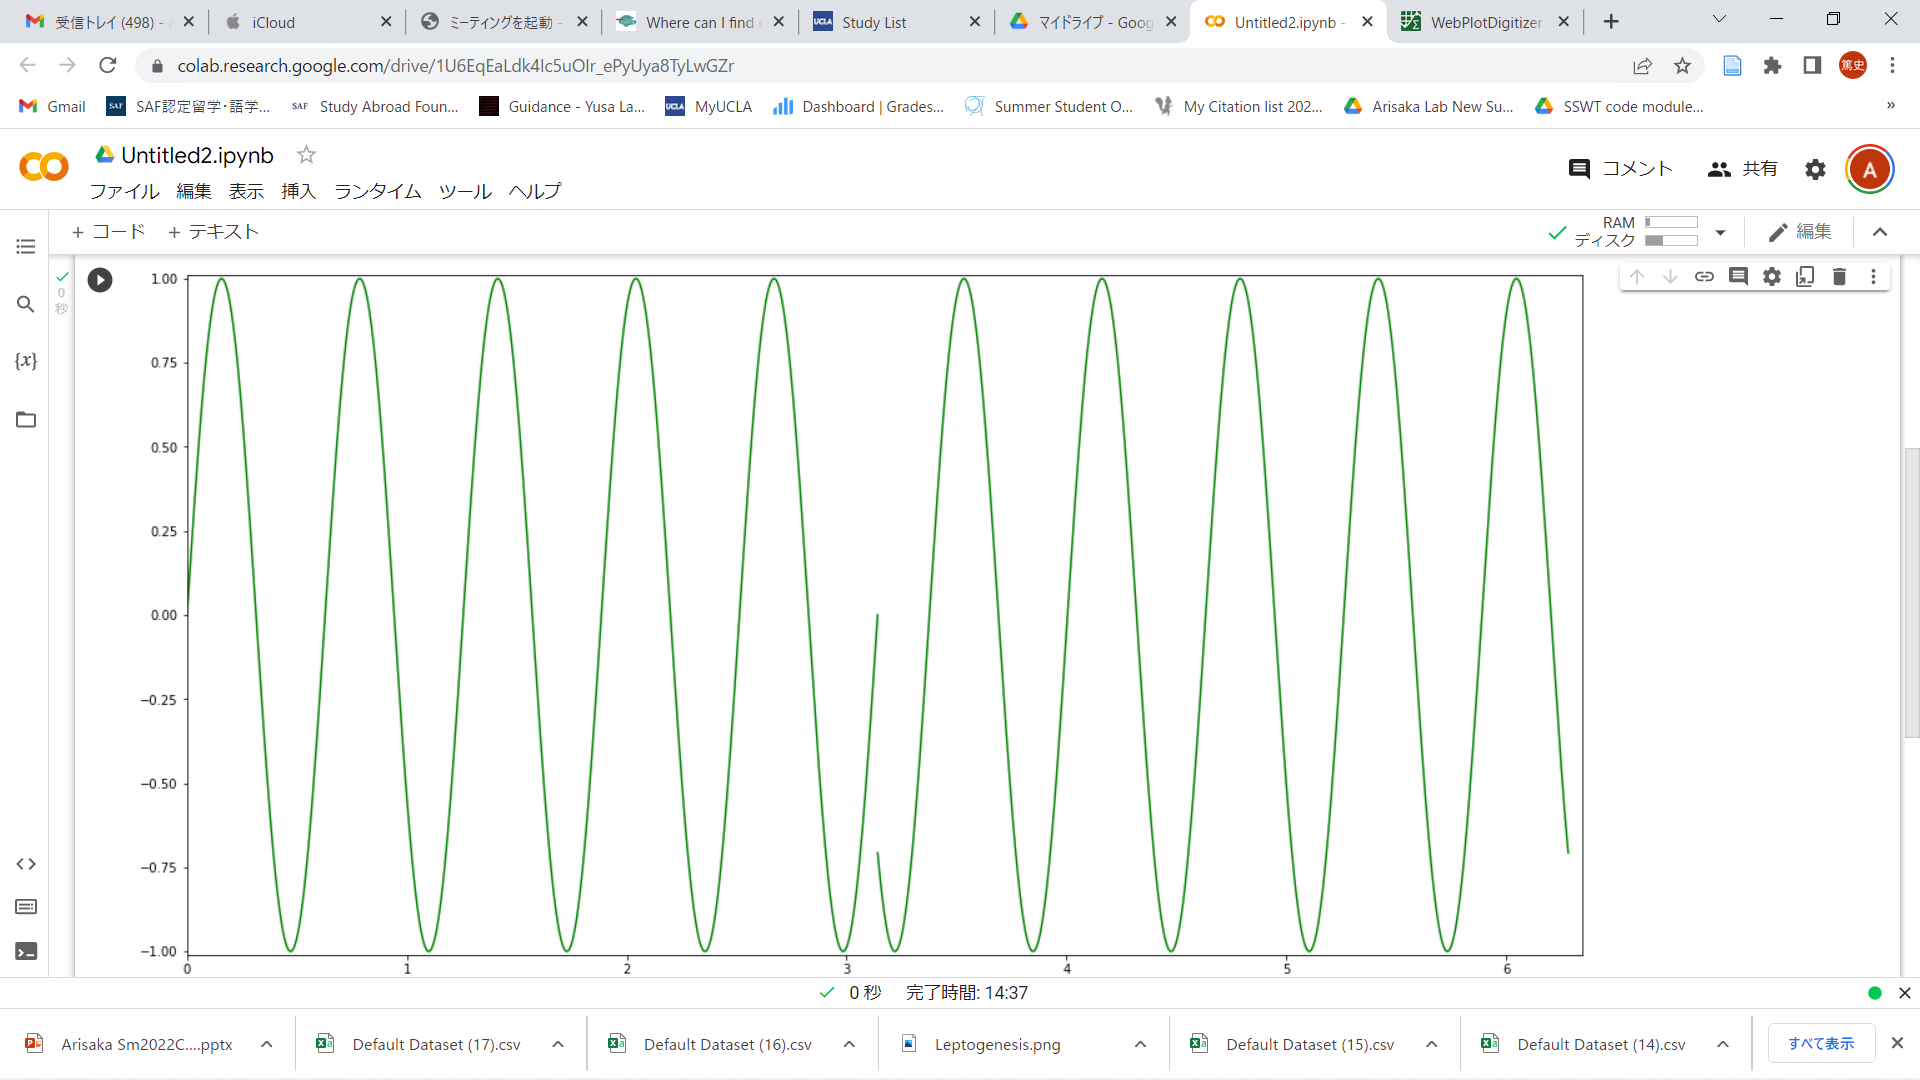 受信トレイ (498) -
iCloud
ミーティングを起動 -
Where can I find
Study List
マイドライブ - Goog
Untitled2.ipynb -
WebPlotDigitizer
colab.research.google.com/drive/1U6EqEaLdk4Ic5uOIr_ePyUya8TyLwGZr
篤史
Gmail
SAF認定留学・語学...
Study Abroad Foun...
Guidance - Yusa La...
MyUCLA
Dashboard | Grades...
Summer Student O...
My Citation list 202...
Arisaka Lab New Su...
SSWT code module...
»
Untitled2.ipynb
コメント
共有
A
ファイル 編集 表示 挿入 ランタイム ツール ヘルプ
+ コード + テキスト
RAM
ディスク
編集
0
秒
{x}
1.00
0.75
0.50
0.25
0.00
−0.25
−0.50
−0.75
−1.00
0 1 2 3 4 5 6
0 秒 完了時間: 14:37
Arisaka Sm2022C....pptx
Default Dataset (17).csv
Default Dataset (16).csv
Leptogenesis.png
Default Dataset (15).csv
Default Dataset (14).csv
すべて表示